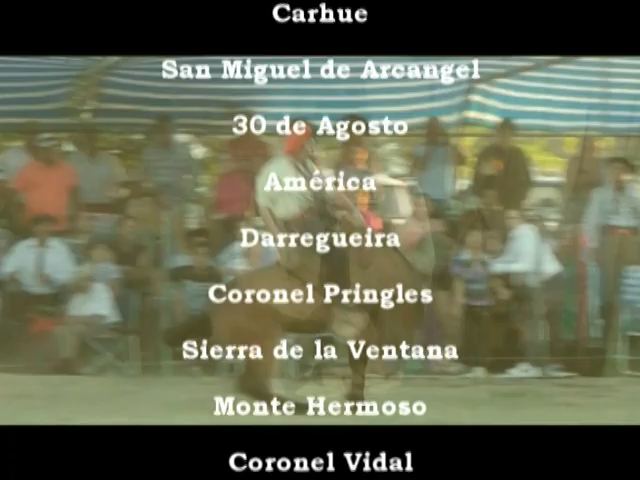 Carhue
San Miguel de Arcangel
30 de Agosto
América
Darregueira
Coronel Pringles
Sierra de la Ventana
Monte Hermoso
Coronel Vidal